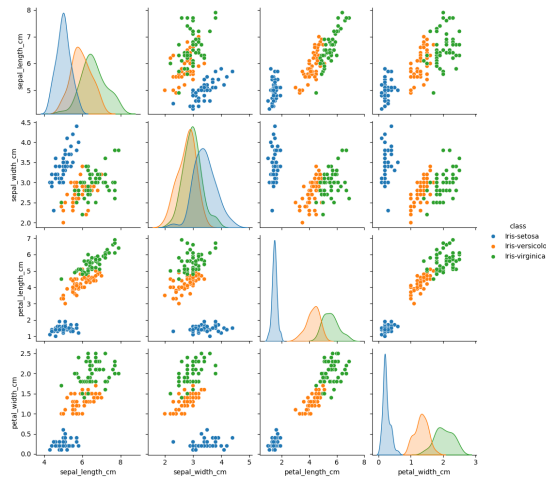 sepal_length_cm
8
7
6
5
sepal_width_cm
4.5
4.0
3.5
3.0
2.5
2.0
class
Iris-setosa
Iris-versicolo
Iris-virginica
petal_length_cm
7
6
5
4
3
2
1
petal_width_cm
2.5
2.0
1.5
1.0
0.5
0.0
4 6 8
2 3 4 5
2 4 6 8
0 1 2 3
sepal_length_cm
sepal_width_cm
petal_length_cm
petal_width_cm